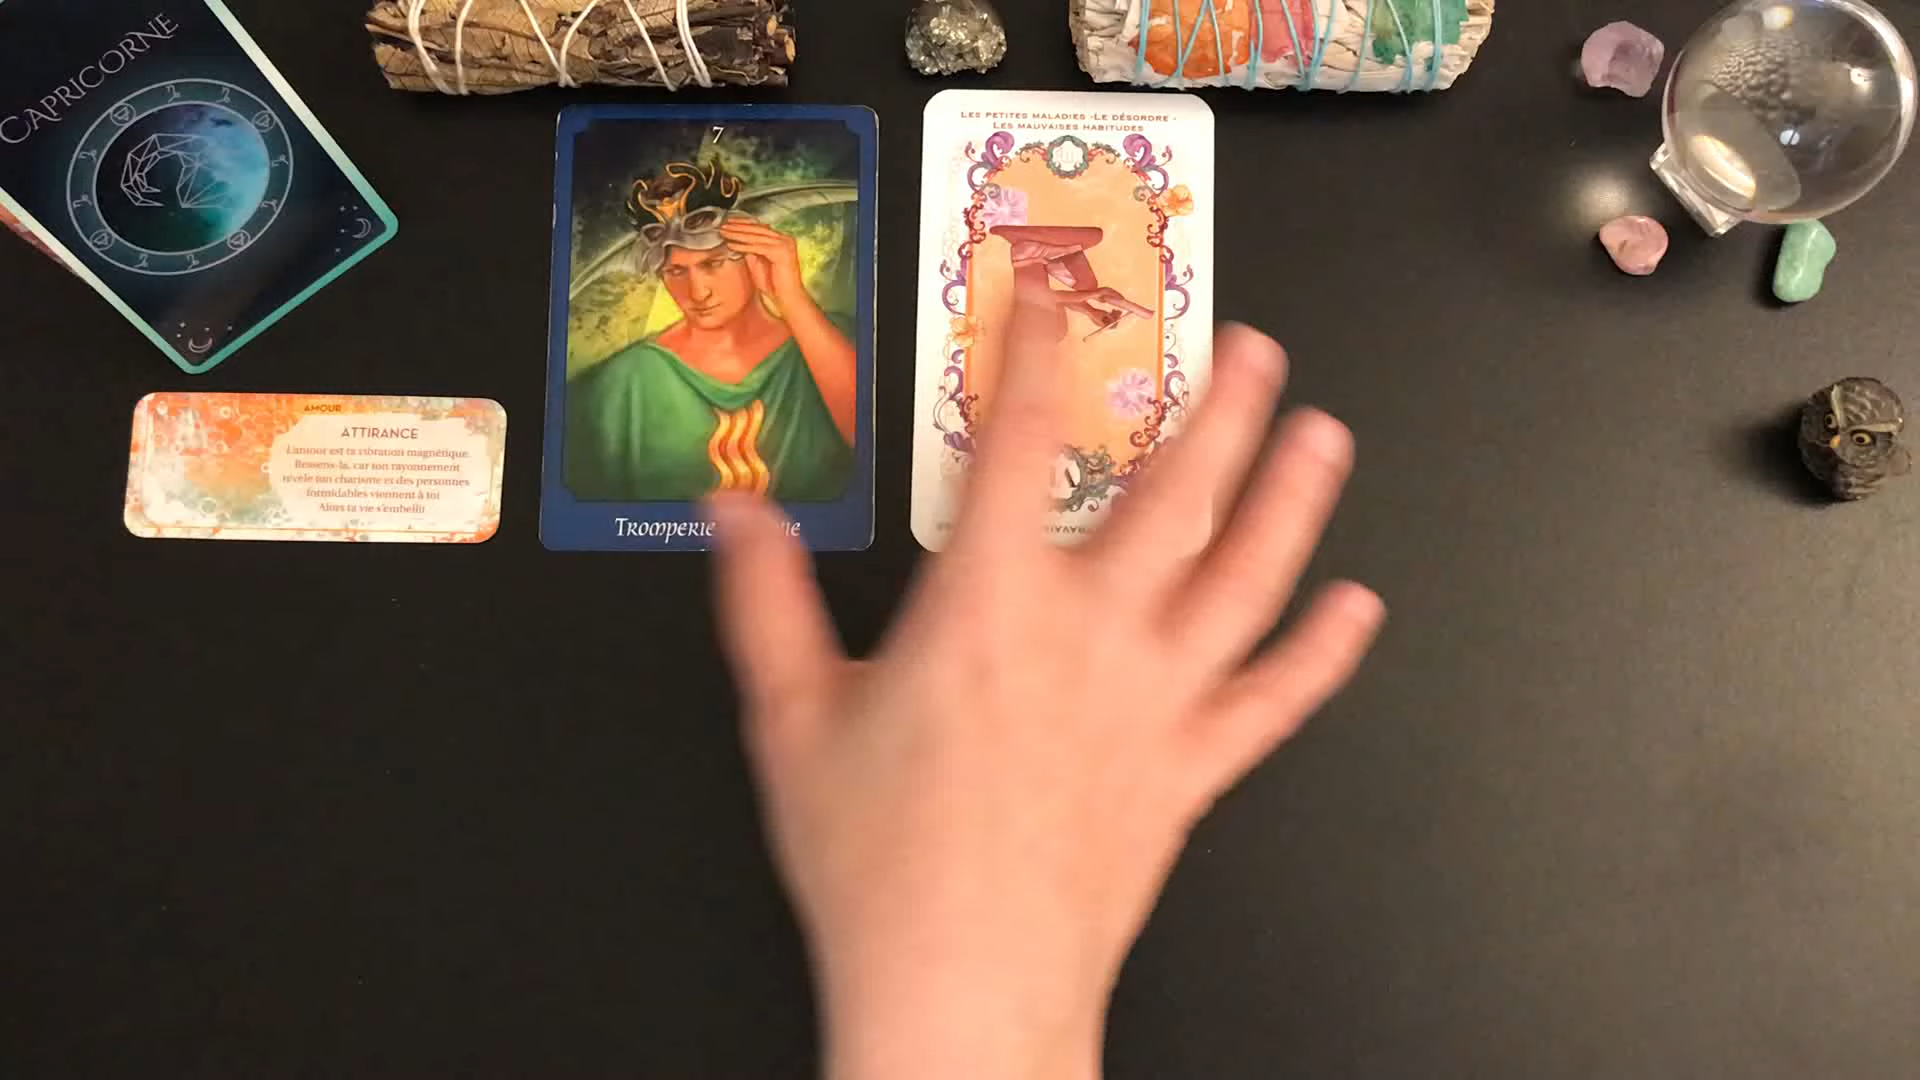 CAPRICORNE
AMOUR
ATTIRANCE
L'amour est ta vibration magnétique.
Ressens-la, car ton rayonnement
révèle ton charisme et des personnes
formidables viennent à toi
Alors ta vie s'embellit
7
Tromperie
LES PETITES MALADIES -LE DÉSORDRE -
LES MAUVAISES HABITUDES